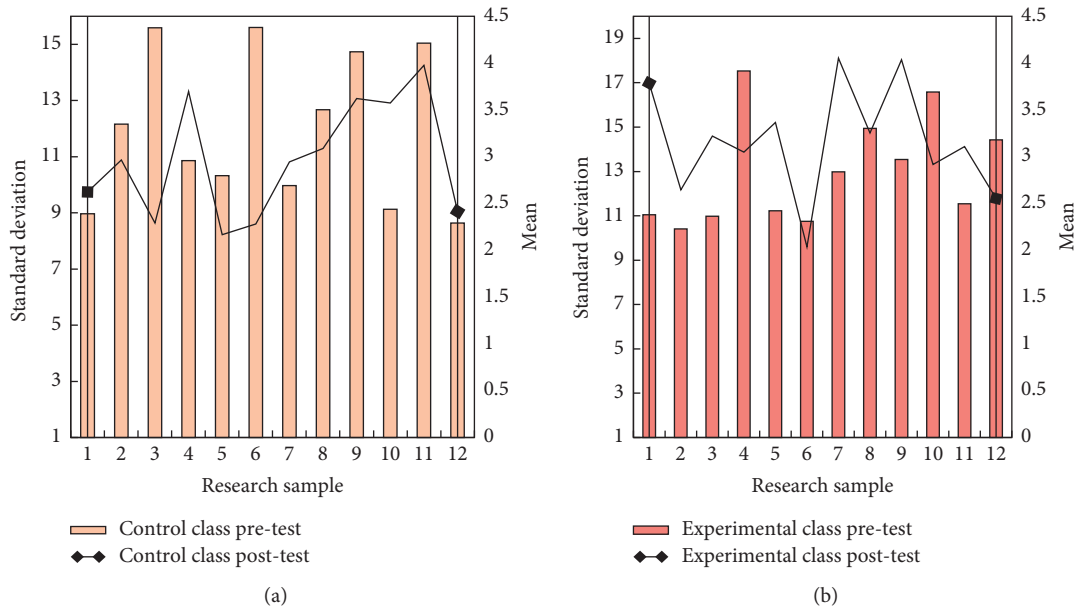 15
13
11
9
7
5
3
1
Standard deviation
4.5
4
3.5
3
2.5
2
1.5
1
0.5
0
Mean
1 2 3 4 5 6 7 8 9 10 11 12
Research sample
Control class pre-test
Control class post-test
(a)
19
17
15
13
11
9
7
5
3
1
Standard deviation
4.5
4
3.5
3
2.5
2
1.5
1
0.5
0
Mean
1 2 3 4 5 6 7 8 9 10 11 12
Research sample
Experimental class pre-test
Experimental class post-test
(b)